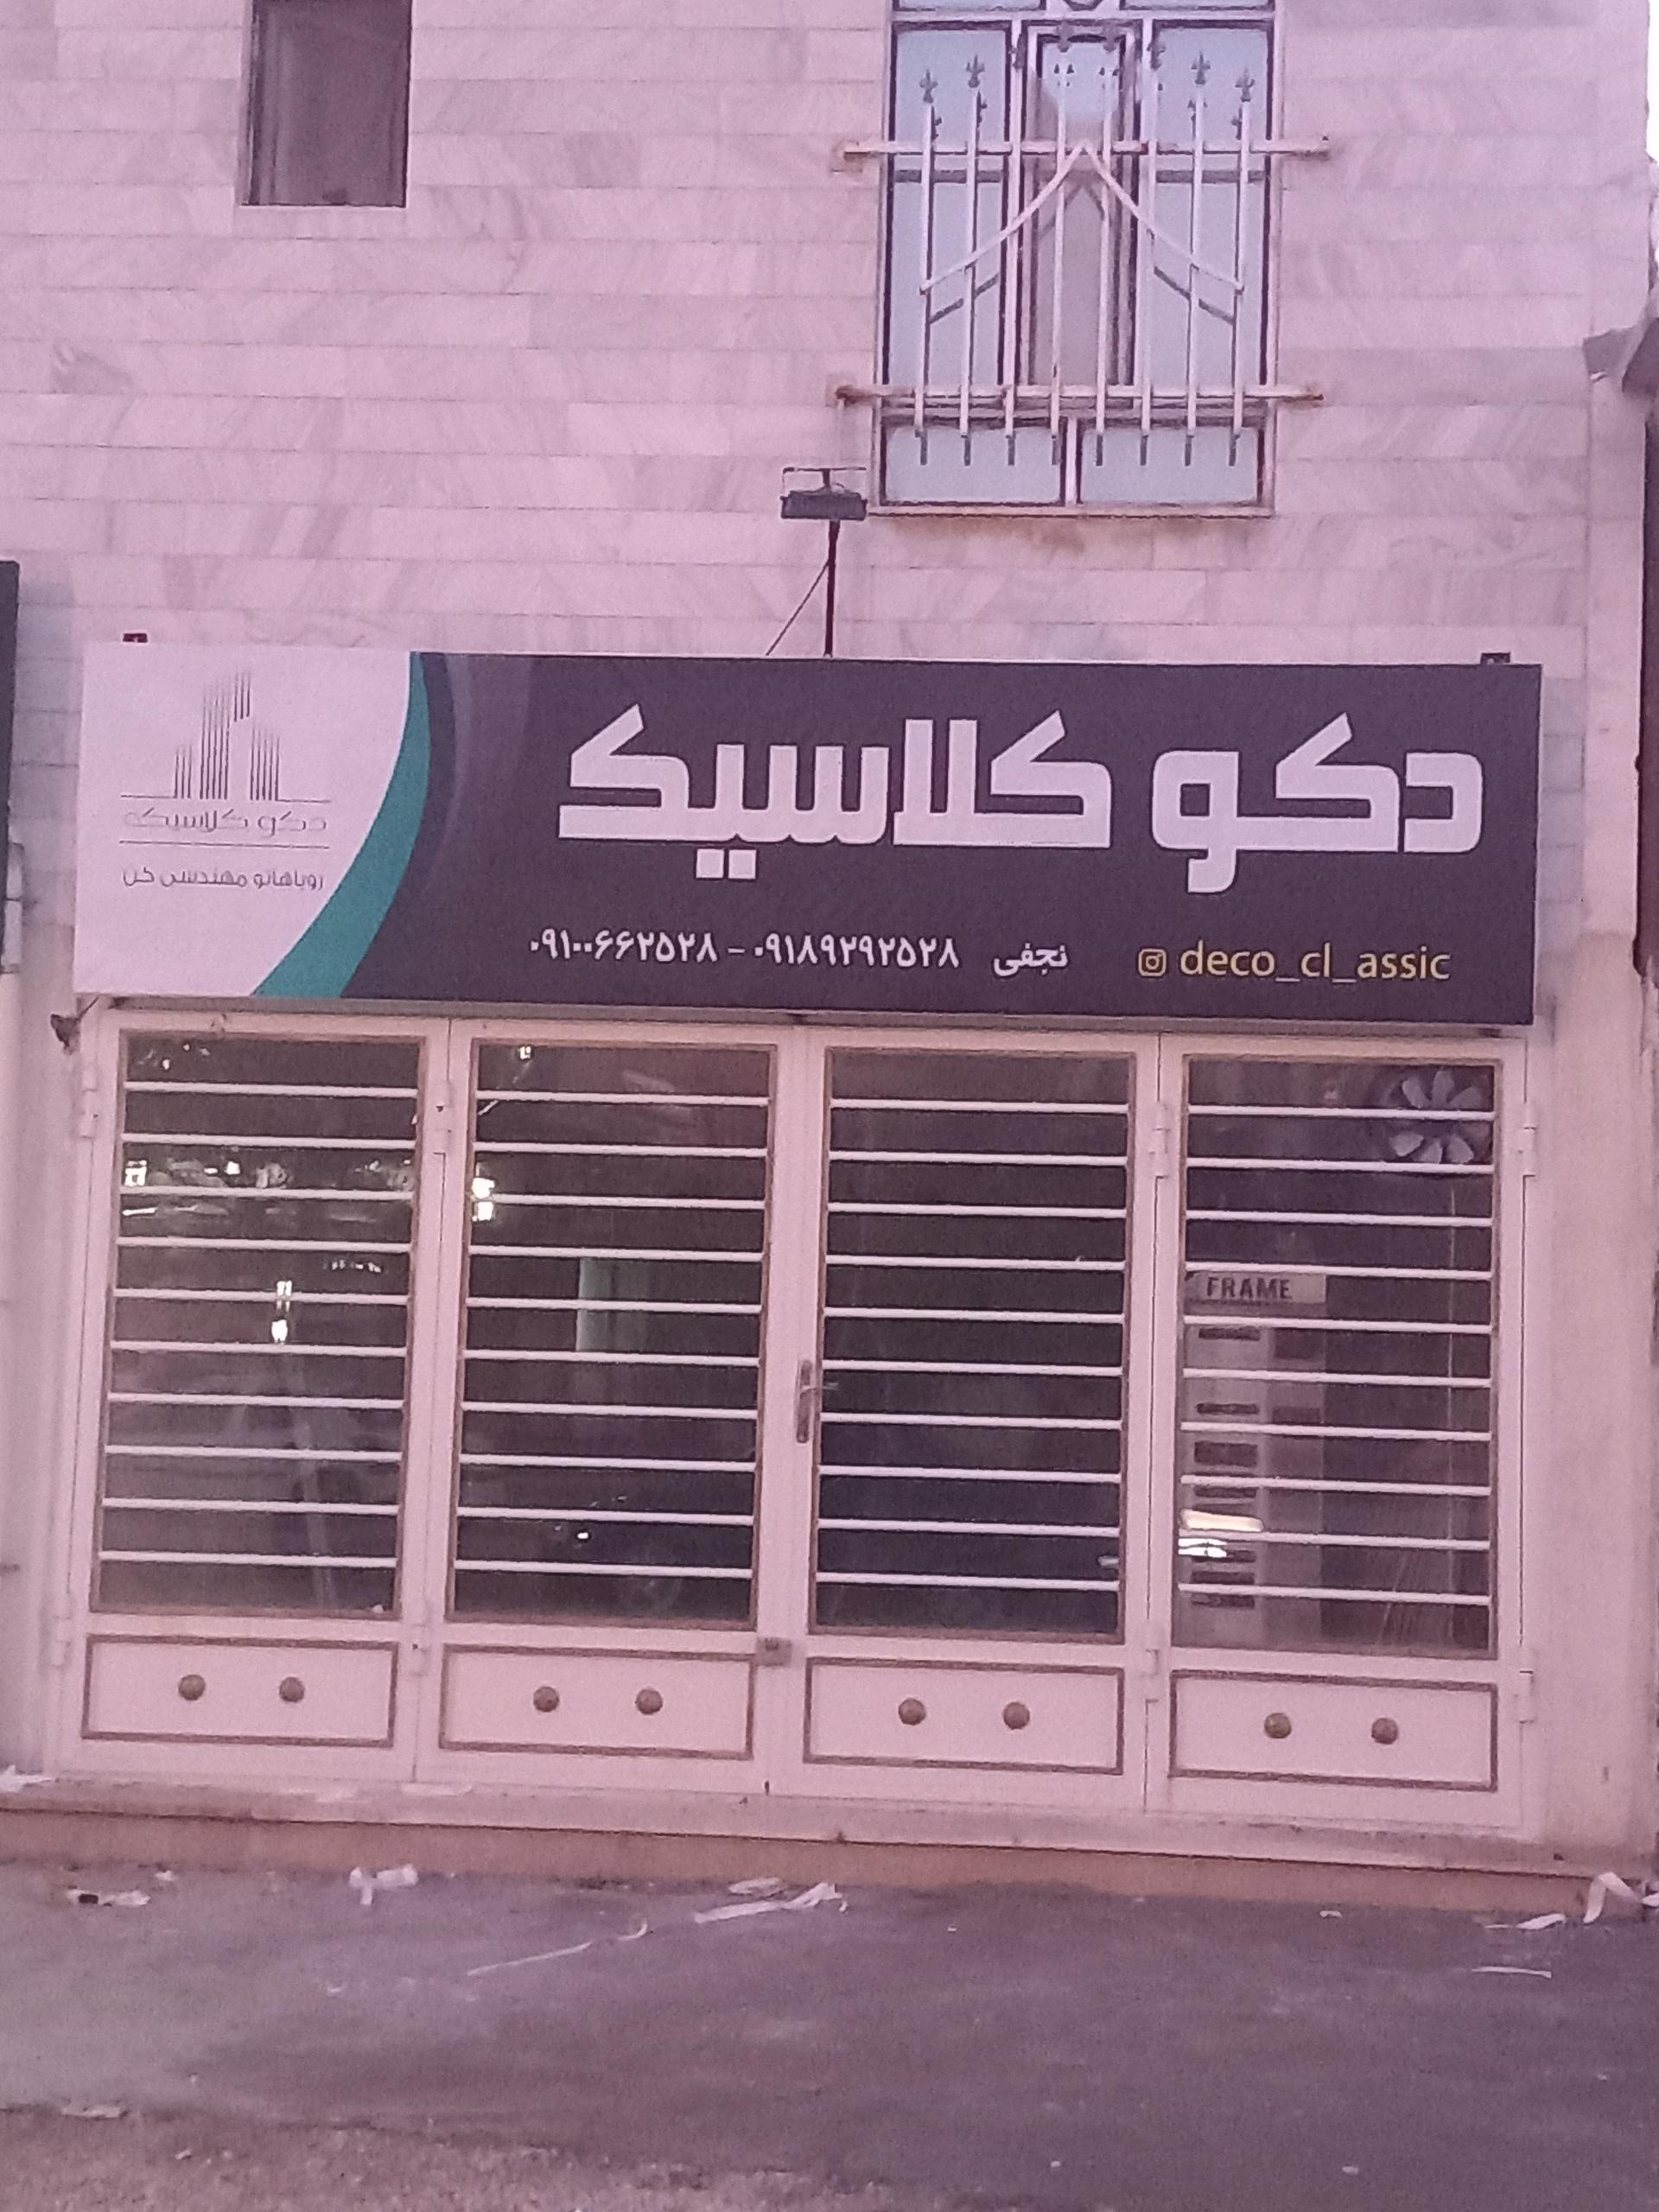 دکو کلاسیک
deco_cl_assic
نجفی ۰۹۱۸۹۲۹۲۵۲۸ - ۰۹۱۰۰۶۶۲۵۲۸
دکو کلاسیک
رویاهاتو مهندسی کن
FRAME